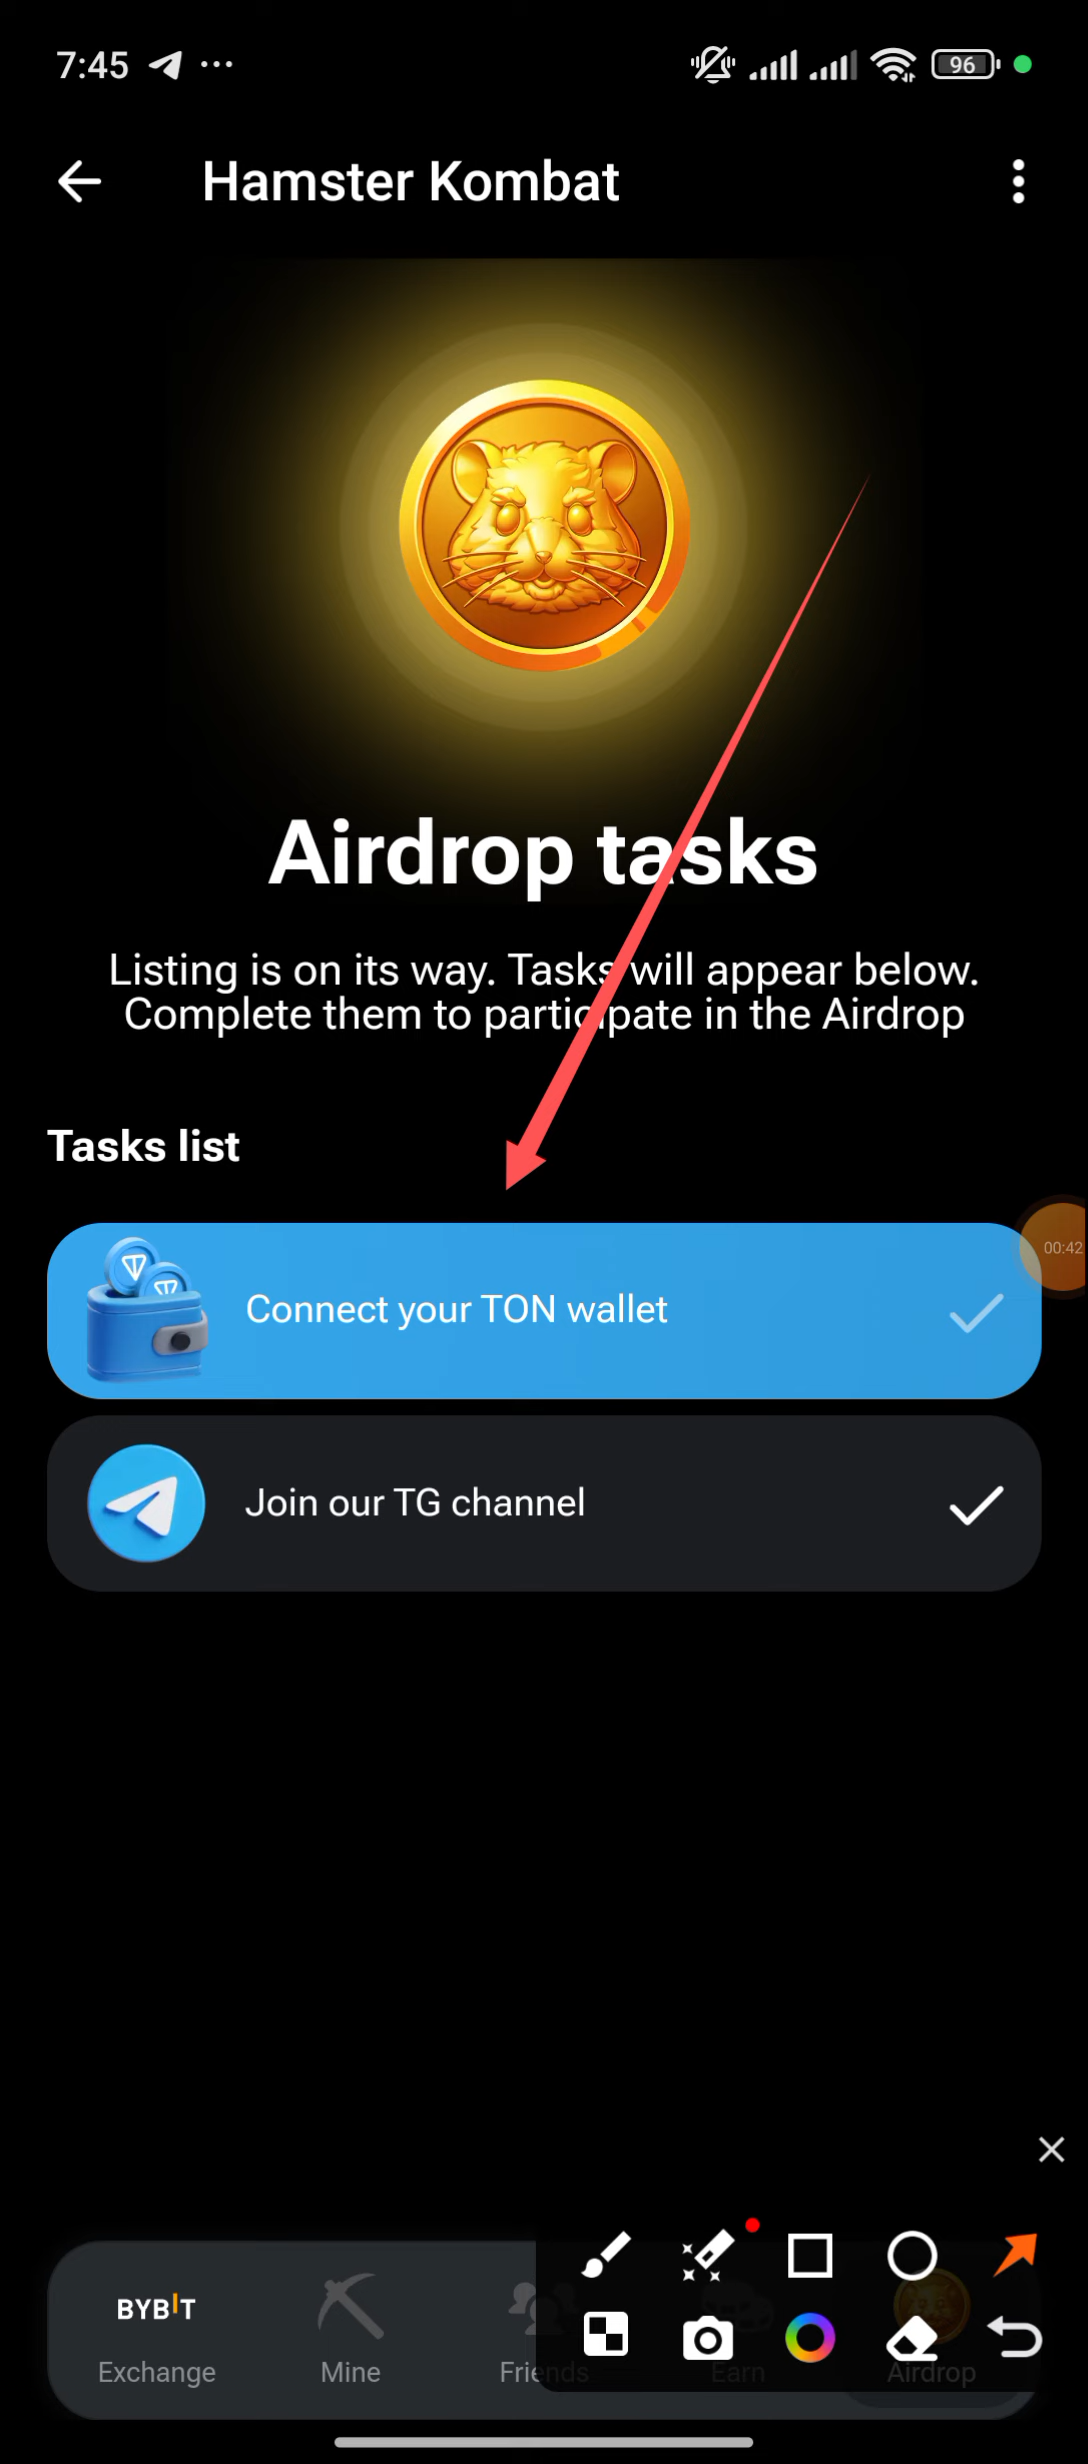 7:45
96
Hamster Kombat
Airdrop tasks
Listing is on its way. Tasks will appear below.
Complete them to participate in the Airdrop
Tasks list
00:42
Connect your TON wallet
Join our TG channel
BYBIT
Exchange
Mine
Friends
Earn
Airdrop